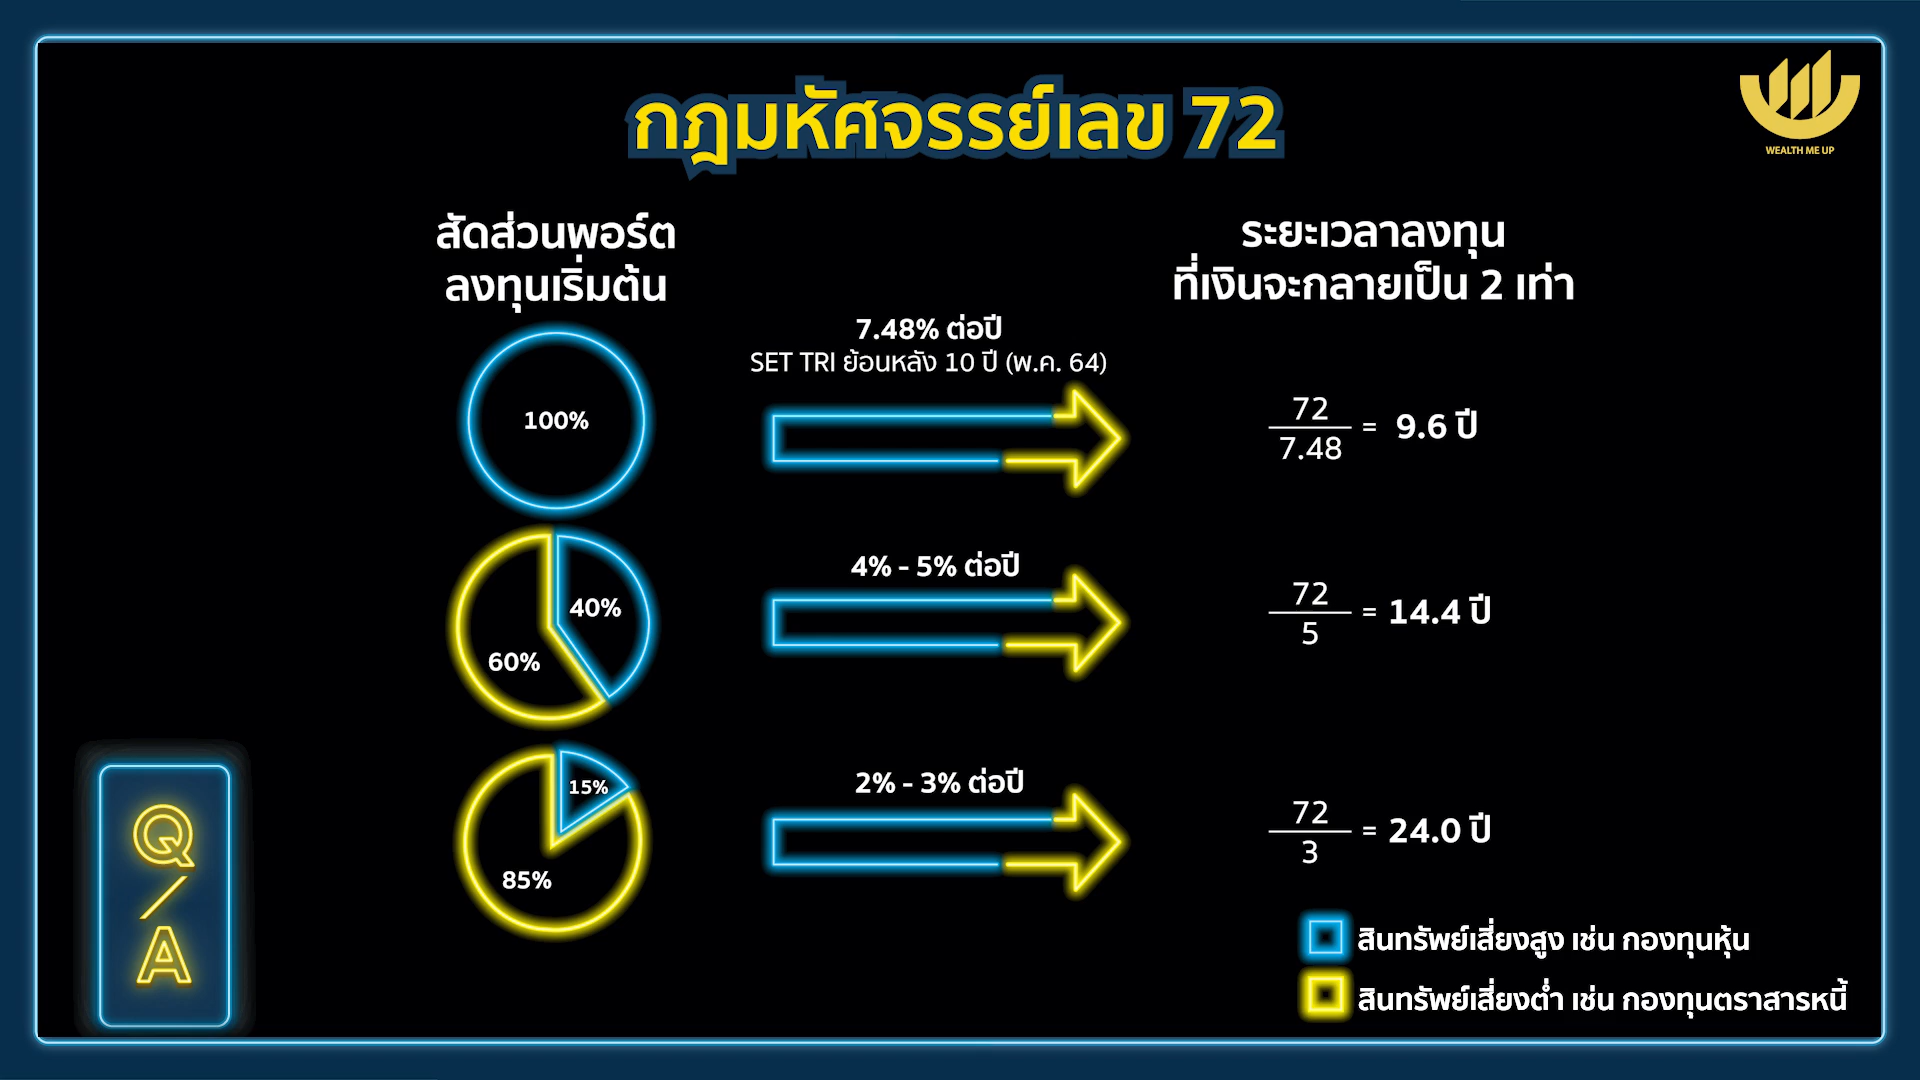 กฎมหัศจรรย์เลข 72
WEALTH ME UP
สัดส่วนพอร์ต
ลงทุนเริ่มต้น
ระยะเวลาลงทุน
ที่เงินจะกลายเป็น 2 เท่า
100%
7.48% ต่อปี
SET TRI ย้อนหลัง 10 ปี (พ.ค. 64)
72
7.48
= 9.6 ปี
40%
60%
4% - 5% ต่อปี
72
5
= 14.4 ปี
15%
85%
2% - 3% ต่อปี
72
3
= 24.0 ปี
Q
/
A
สินทรัพย์เสี่ยงสูง เช่น กองทุนหุ้น
สินทรัพย์เสี่ยงต่ำ เช่น กองทุนตราสารหนี้